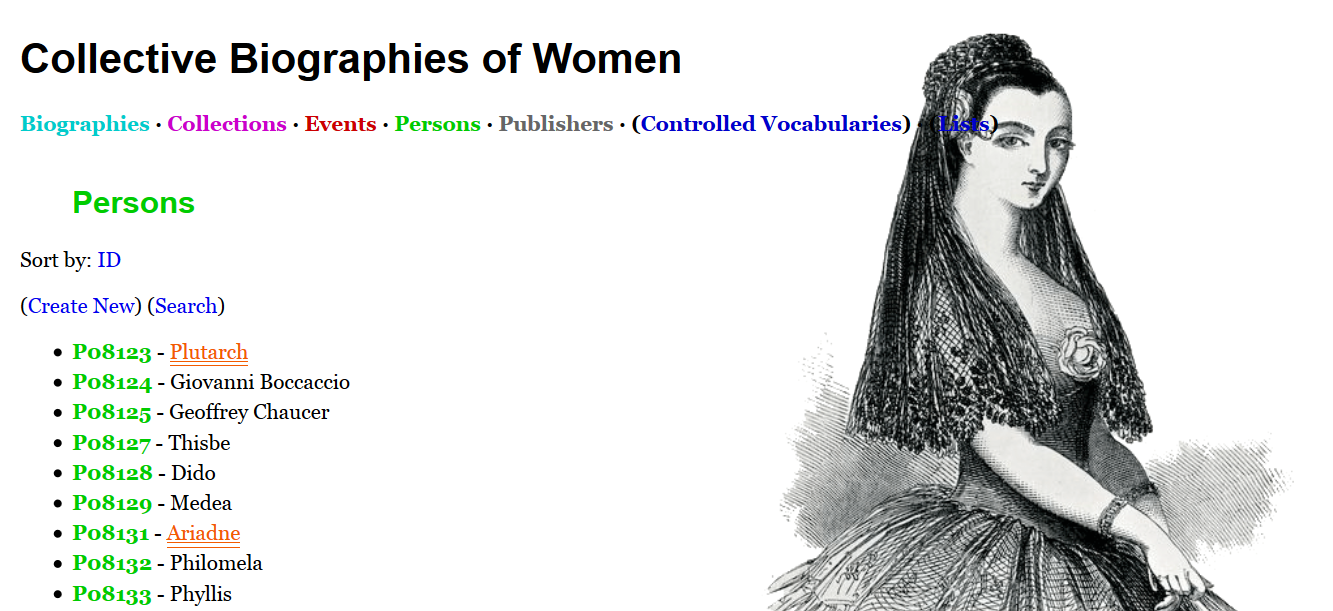 Collective Biographies of Women
Biographies · Collections · Events · Persons · Publishers · (Controlled Vocabularies) · (Lists)
Persons
Sort by: ID
(Create New) (Search)
P08123 - Plutarch
P08124 - Giovanni Boccaccio
P08125 - Geoffrey Chaucer
P08127 - Thisbe
P08128 - Dido
P08129 - Medea
P08131 - Ariadne
P08132 - Philomela
P08133 - Phyllis